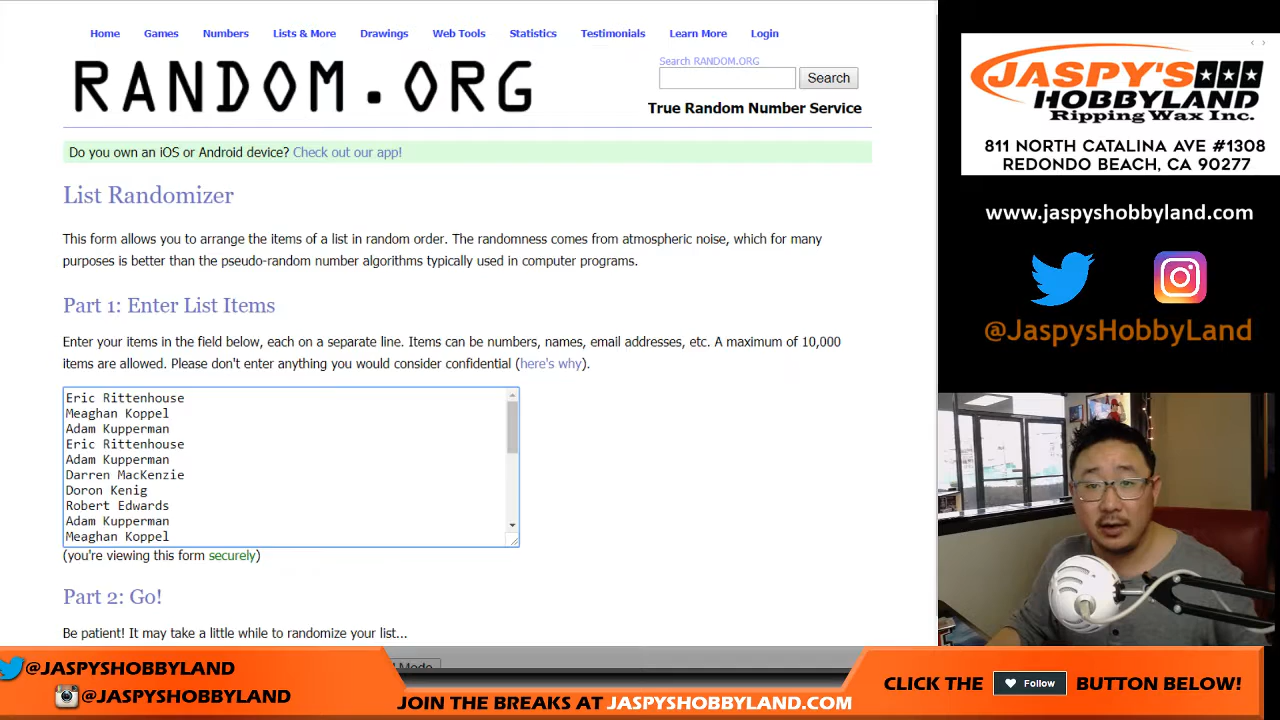 Home Games Numbers Lists & More Drawings Web Tools Statistics Testimonials Learn More Login
RANDOM.ORG
Search RANDOM.ORG
Search
True Random Number Service
Do you own an iOS or Android device? Check out our app!
List Randomizer
This form allows you to arrange the items of a list in random order. The randomness comes from atmospheric noise, which for many
purposes is better than the pseudo-random number algorithms typically used in computer programs.
Part 1: Enter List Items
Enter your items in the field below, each on a separate line. Items can be numbers, names, email addresses, etc. A maximum of 10,000
items are allowed. Please don't enter anything you would consider confidential (here's why).
Eric Rittenhouse
Meaghan Koppel
Adam Kupperman
Eric Rittenhouse
Adam Kupperman
Darren MacKenzie
Doron Kenig
Robert Edwards
Adam Kupperman
Meaghan Koppel
(you're viewing this form securely)
Part 2: Go!
Be patient! It may take a little while to randomize your list...
JASPY'S
HOBBYLAND
Ripping Wax Inc.
811 NORTH CATALINA AVE #1308
REDONDO BEACH, CA 90277
www.jaspyshobbyland.com
@JaspysHobbyLand
@JASPYSHOBBYLAND
@JASPYSHOBBYLAND
JOIN THE BREAKS AT JASPYSHOBBYLAND.COM
CLICK THE Follow BUTTON BELOW!